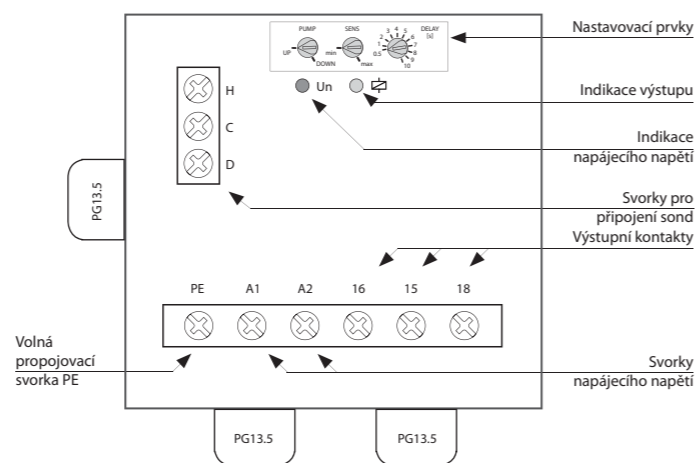 PUMP
SENS
DELAY
[s]
UP
DOWN
min
max
0.5
1
2
3
4
5
6
7
8
9
10
Nastavovací prvky
Un
Indikace výstupu
Indikace
napájecího napětí
H
C
D
PG13.5
Svorky pro
připojení sond
Výstupní kontakty
PE
A1
A2
16
15
18
Volná
propojovací
svorka PE
Svorky
napájecího napětí
PG13.5
PG13.5